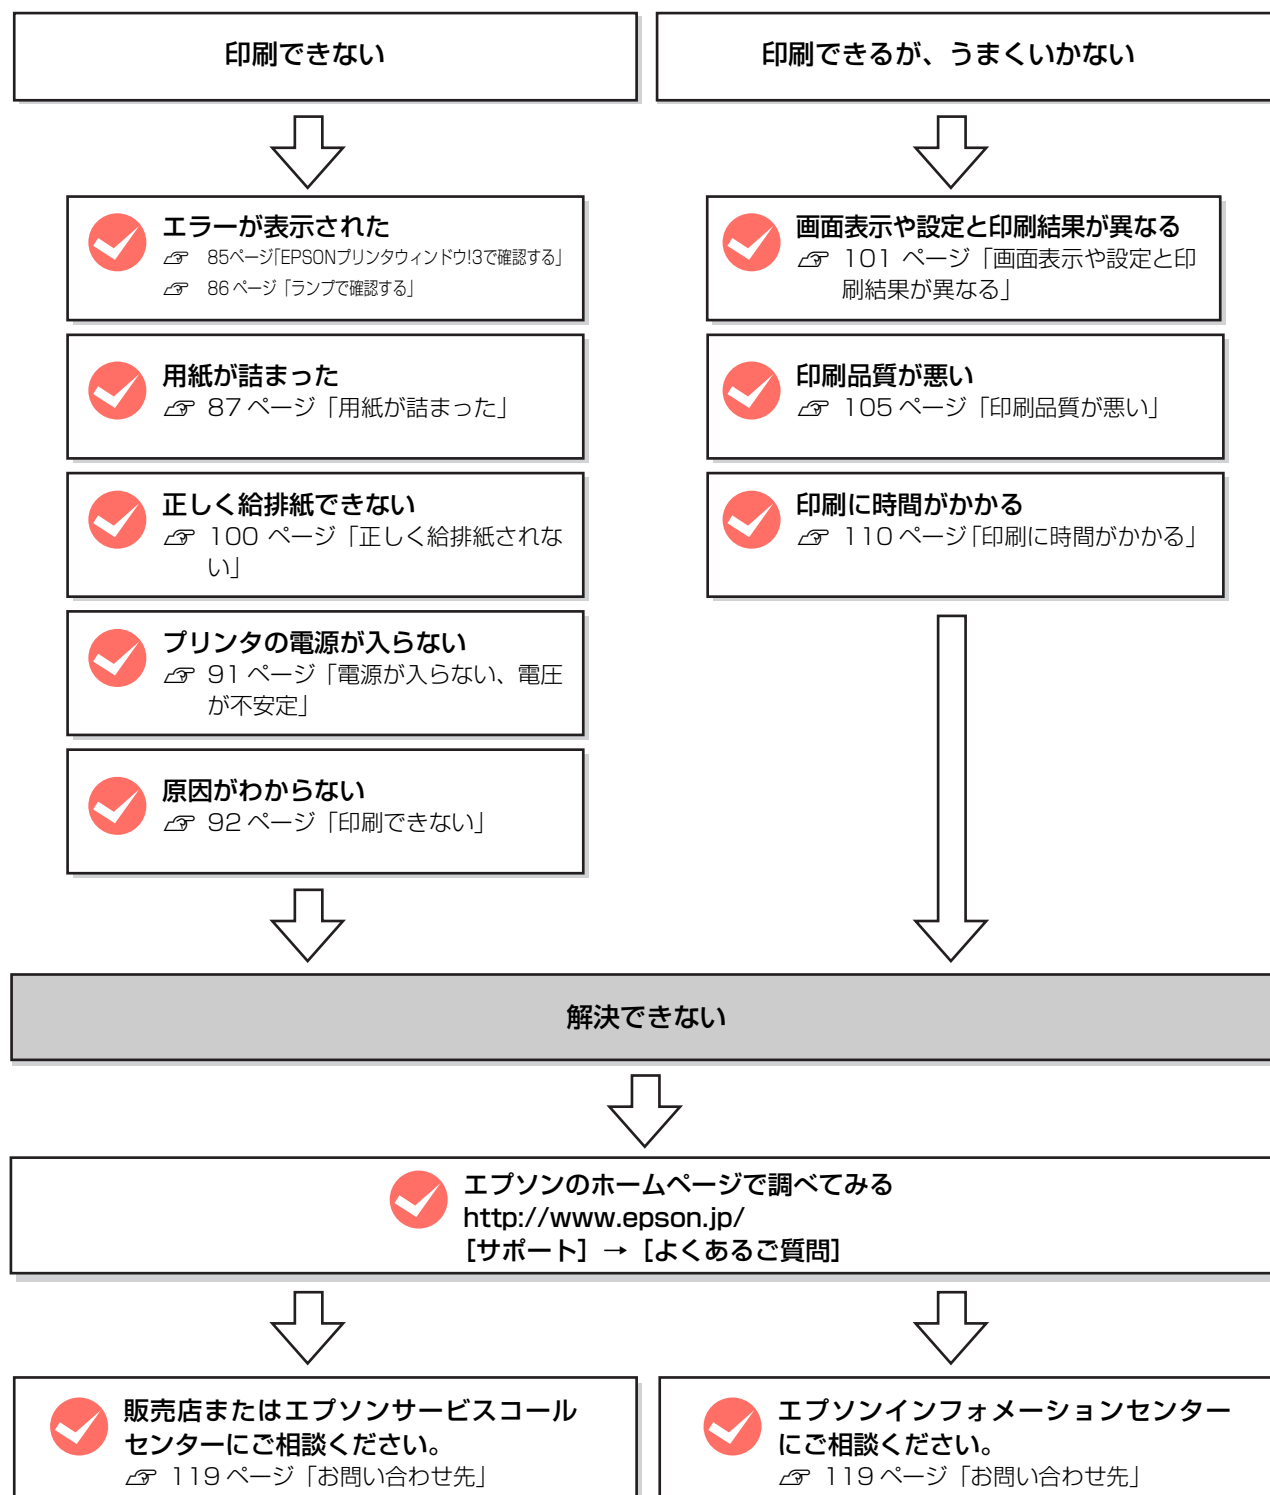 印刷できない
印刷できるが、うまくいかない
エラーが表示された
85ページ「EPSONプリンタウィンドウ!3で確認する」
86 ページ「ランプで確認する」
用紙が詰まった
87 ページ「用紙が詰まった」
正しく給排紙できない
100 ページ「正しく給排紙されな
い」
プリンタの電源が入らない
91 ページ「電源が入らない、電圧
が不安定」
原因がわからない
92 ページ「印刷できない」
画面表示や設定と印刷結果が異なる
101 ページ「画面表示や設定と印
刷結果が異なる」
印刷品質が悪い
105 ページ「印刷品質が悪い」
印刷に時間がかかる
110 ページ「印刷に時間がかかる」
解決できない
エプソンのホームページで調べてみる
http://www.epson.jp/
［サポート］→［よくあるご質問］
販売店またはエプソンサービスコール
センターにご相談ください。
119 ページ「お問い合わせ先」
エプソンインフォメーションセンター
にご相談ください。
119 ページ「お問い合わせ先」